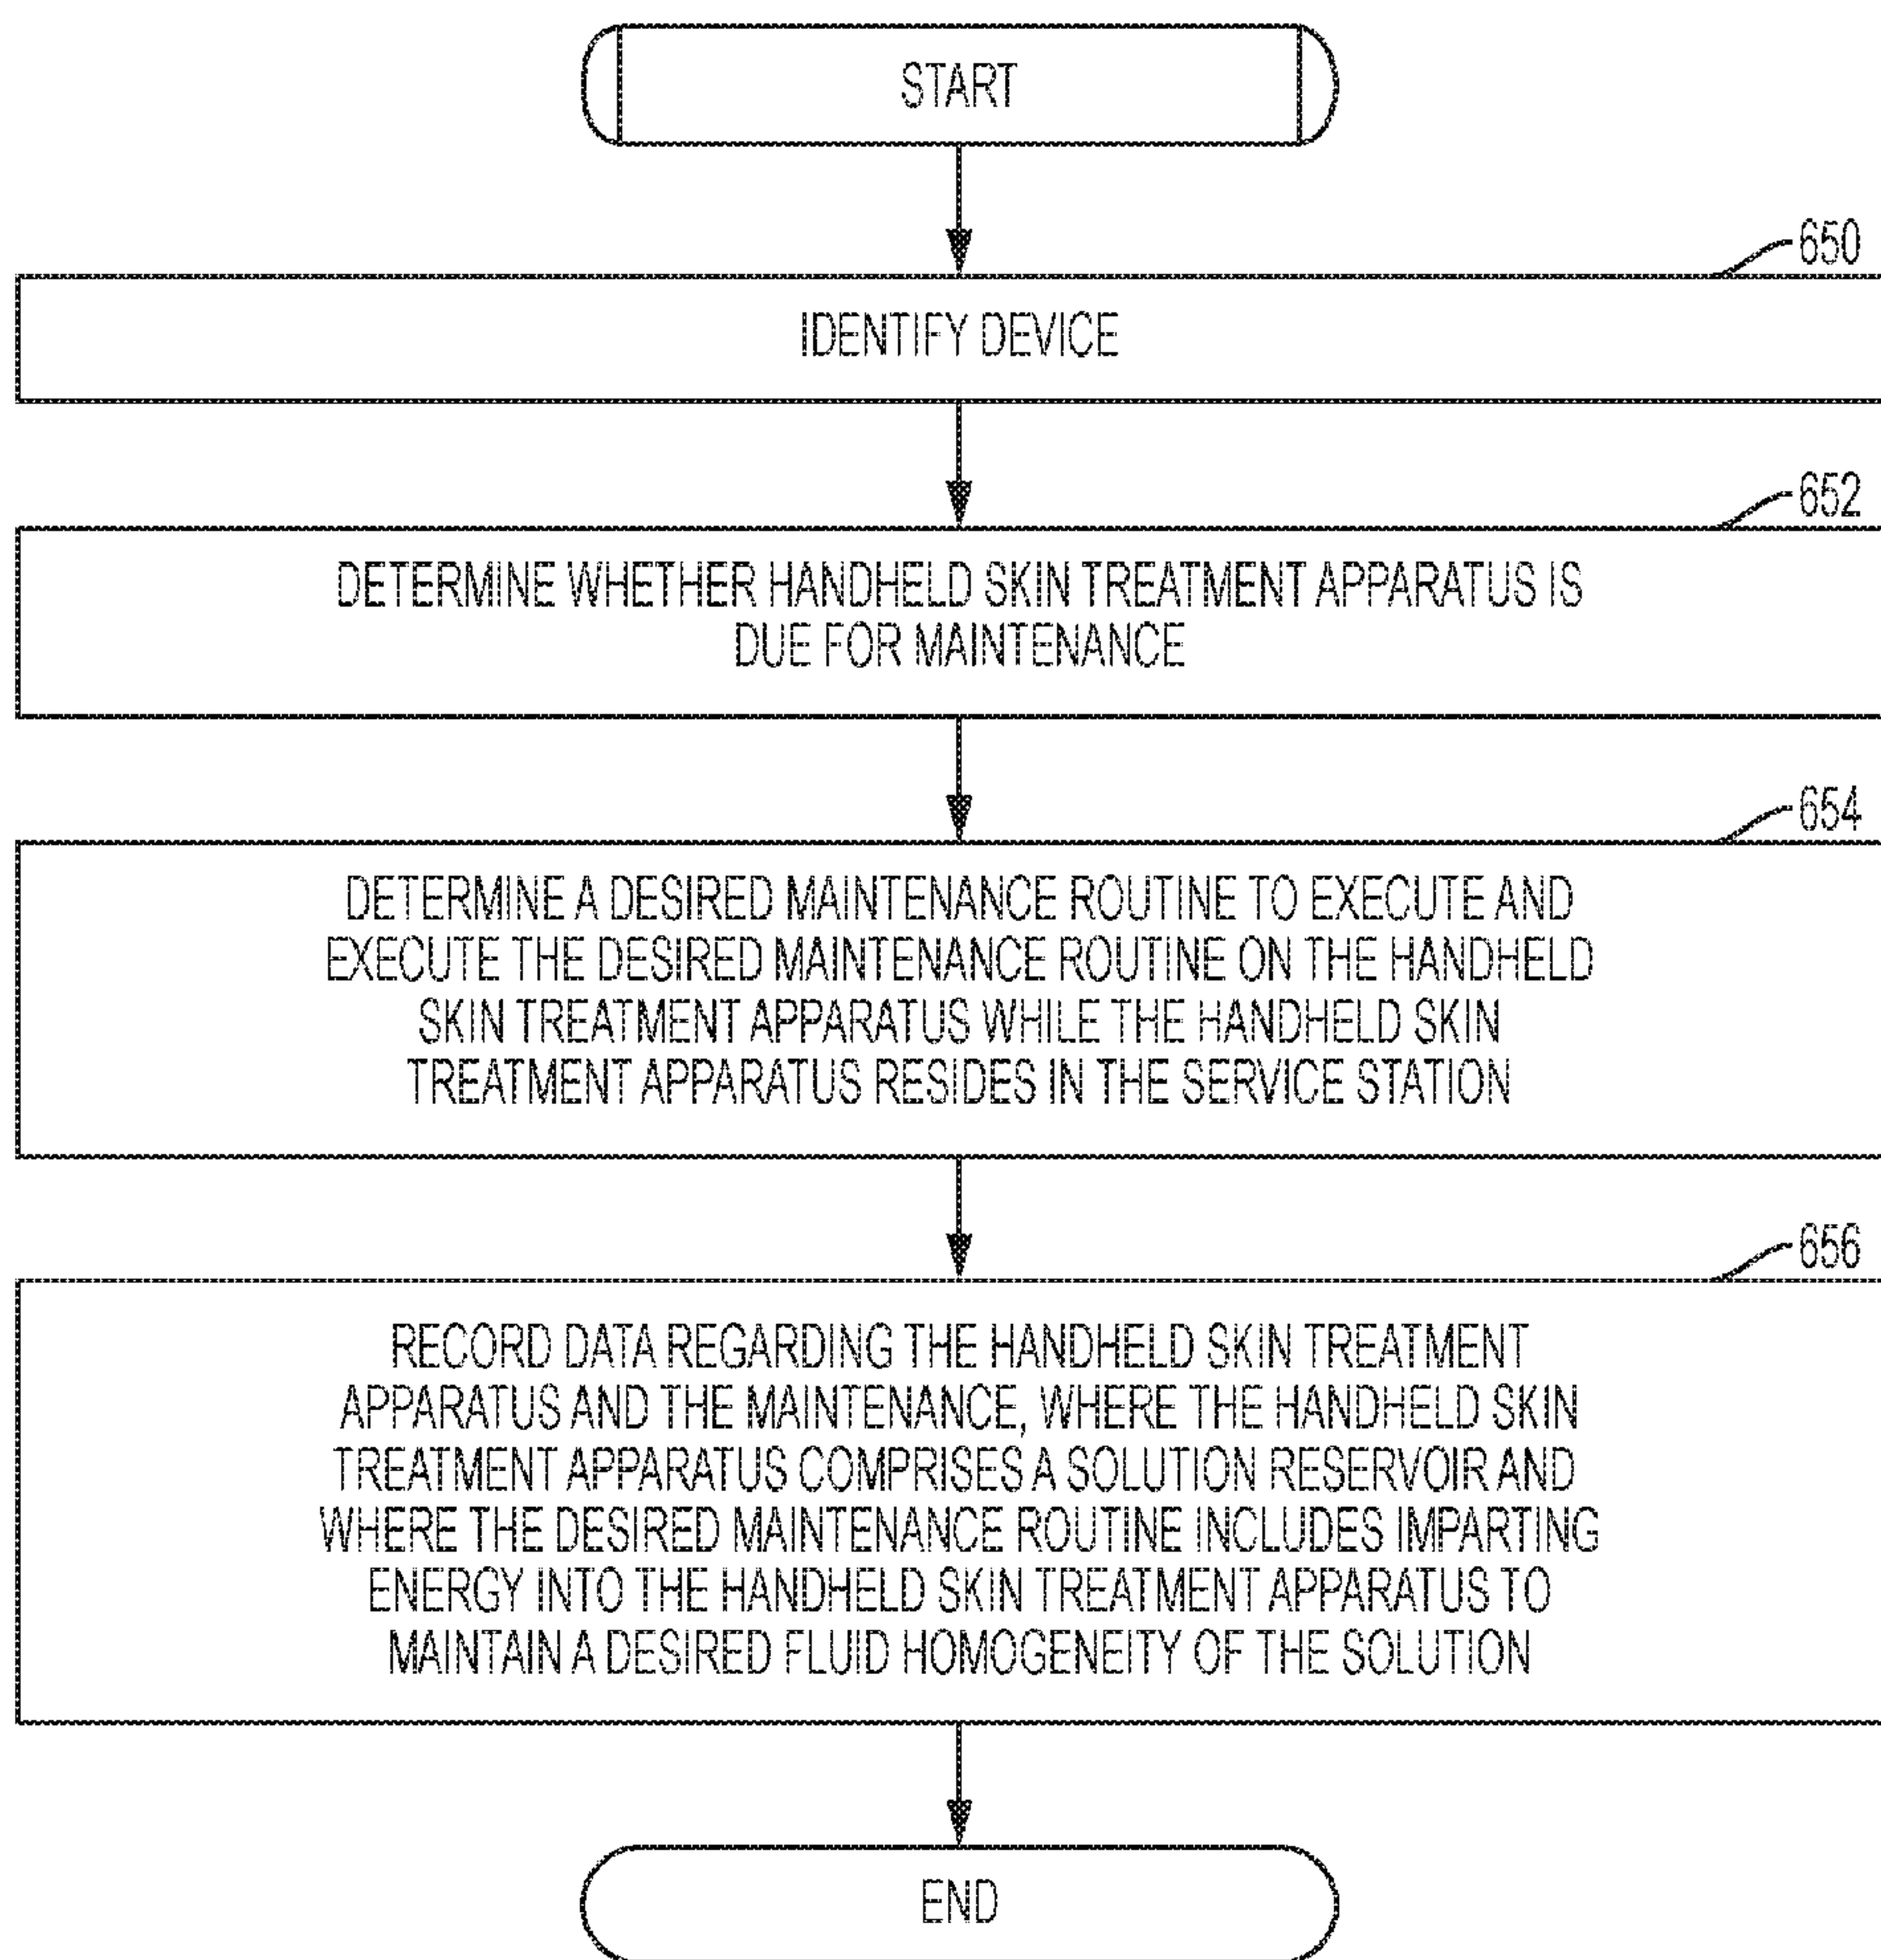 START
650
IDENTIFY DEVICE
652
DETERMINE WHETHER HANDHELD SKIN TREATMENT APPARATUS IS
DUE FOR MAINTENANCE
654
DETERMINE A DESIRED MAINTENANCE ROUTINE TO EXECUTE AND
EXECUTE THE DESIRED MAINTENANCE ROUTINE ON THE HANDHELD
SKIN TREATMENT APPARATUS WHILE THE HANDHELD SKIN
TREATMENT APPARATUS RESIDES IN THE SERVICE STATION
656
RECORD DATA REGARDING THE HANDHELD SKIN TREATMENT
APPARATUS AND THE MAINTENANCE, WHERE THE HANDHELD SKIN
TREATMENT APPARATUS COMPRISES A SOLUTION RESERVOIR AND
WHERE THE DESIRED MAINTENANCE ROUTINE INCLUDES IMPARTING
ENERGY INTO THE HANDHELD SKIN TREATMENT APPARATUS TO
MAINTAIN A DESIRED FLUID HOMOGENEITY OF THE SOLUTION
END